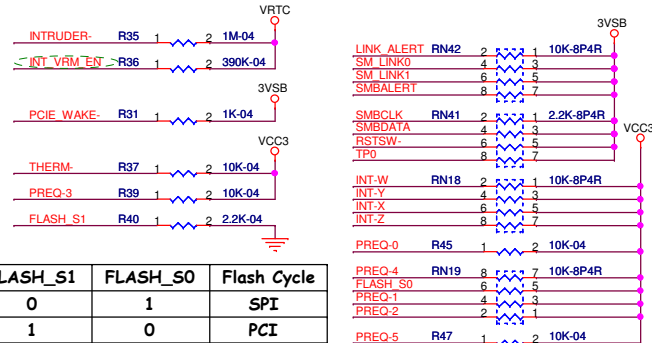 VRTC
INTRUDER- R35 1 2 1M-04
INT_VRM_EN R36 1 2 390K-04
3VSB
PCIE_WAKE- R31 1 2 1K-04
VCC3
THERM- R37 1 2 10K-04
PREQ-3 R39 1 2 10K-04
FLASH_S1 R40 1 2 2.2K-04
LASH_S1 FLASH_S0 Flash Cycle
0 1 SPI
1 0 PCI
3VSB
LINK_ALERT RN42 2 1 10K-8P4R
SM_LINK0 4 3
SM_LINK1 6 5
SMBALERT 8 7
SMBCLK RN41 2 1 2.2K-8P4R
SMBDATA 4 3
RSTSW- 6 5
TP0 8 7
VCC3
INT-W RN18 2 1 10K-8P4R
INT-Y 4 3
INT-X 6 5
INT-Z 8 7
PREQ-0 R45 1 2 10K-04
PREQ-4 RN19 8 7 10K-8P4R
FLASH_S0 6 5
PREQ-1 4 3
PREQ-2 2 1
PREQ-5 R47 1 2 10K-04